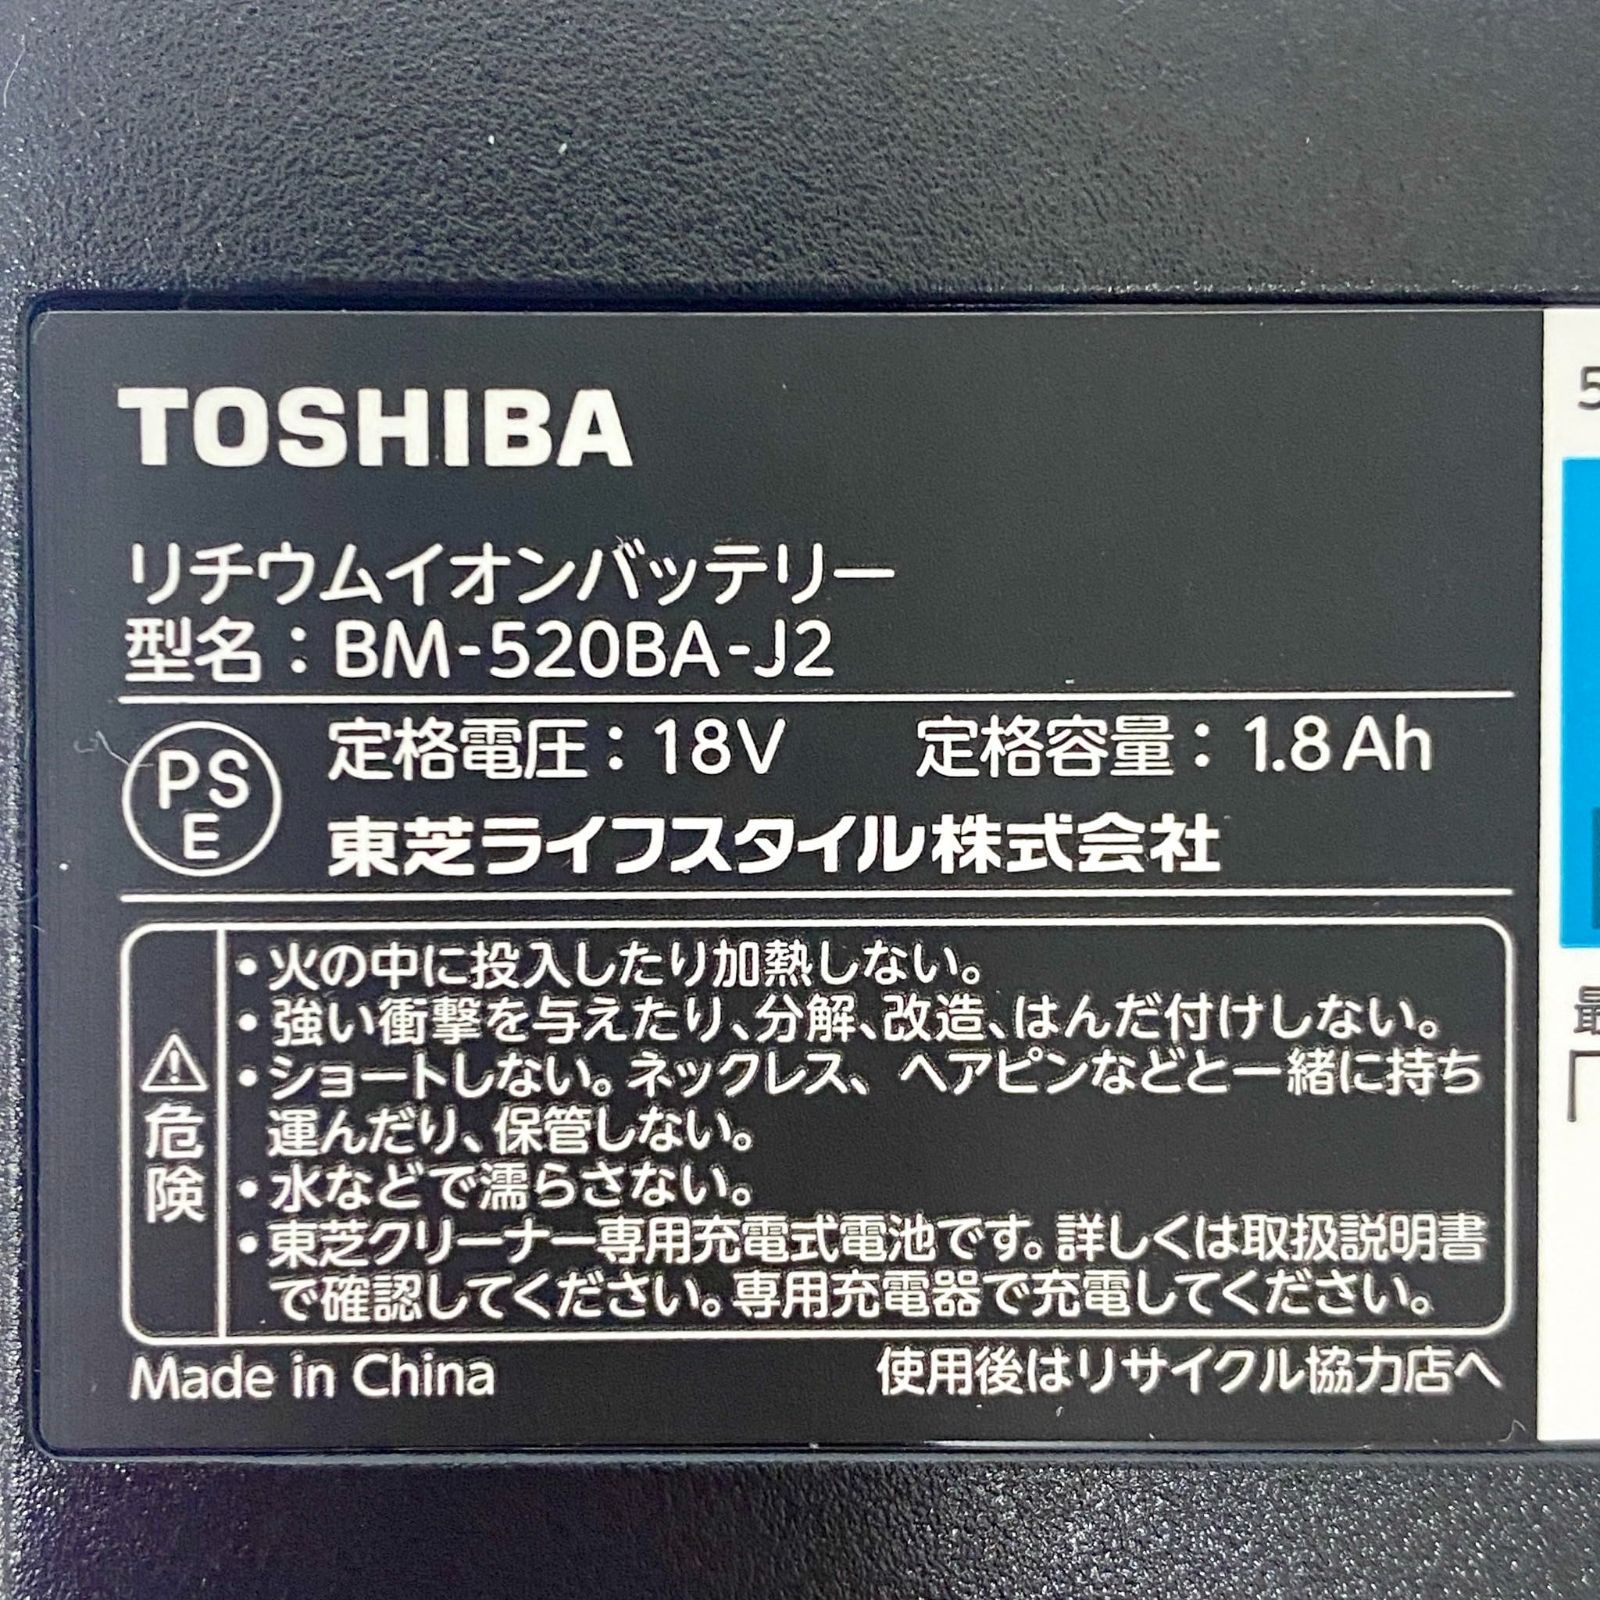 TOSHIBA
リチウムイオンバッテリー
型名：BM-520BA-J2
PS
E
定格電圧：18V 定格容量：1.8Ah
東芝ライフスタイル株式会社
危険
・火の中に投入したり加熱しない。
・強い衝撃を与えたり、分解、改造、はんだ付けしない。
・ショートしない。ネックレス、ヘアピンなどと一緒に持ち
運んだり、保管しない。
・水などで濡らさない。
・東芝クリーナー専用充電式電池です。詳しくは取扱説明書
で確認してください。専用充電器で充電してください。
Made in China 使用後はリサイクル協力店へ
5
最
「